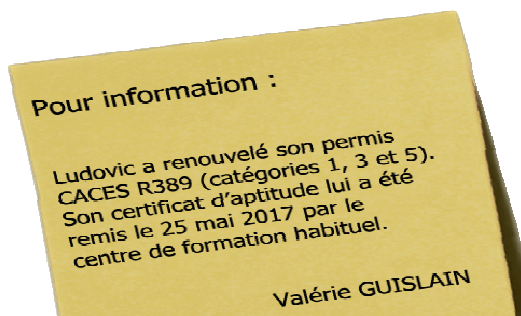 Pour information :
Ludovic a renouvelé son permis
CACES R389 (catégories 1, 3 et 5).
Son certificat d'aptitude lui a été
remis le 25 mai 2017 par le
centre de formation habituel.
Valérie GUISLAIN